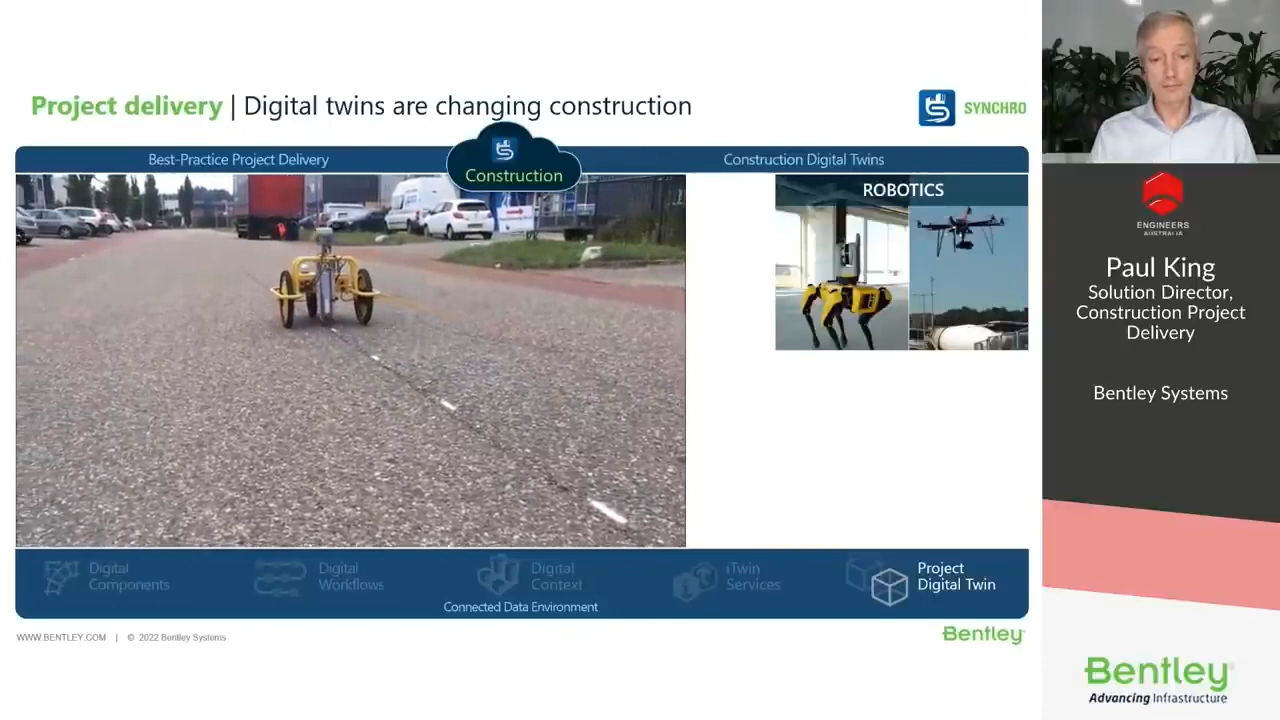 Project delivery | Digital twins are changing construction
SYNCHRO
Best-Practice Project Delivery
Construction
Construction Digital Twins
ROBOTICS
Digital
Components
Digital
Workflows
Digital
Context
iTwin
Services
Project
Digital Twin
Connected Data Environment
WWW.BENTLEY.COM | © 2022 Bentley Systems
Bentley
ENGINEERS
AUSTRALIA
Paul King
Solution Director,
Construction Project
Delivery
Bentley Systems
Bentley
Advancing Infrastructure